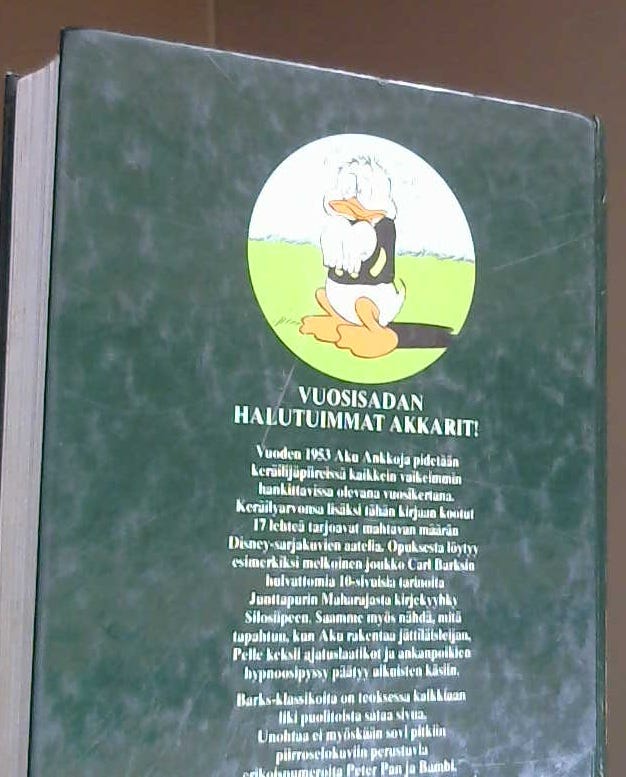 VUOSISADAN
HALUTUIMMAT AKKARIT!
Vuoden 1953 Aku Ankkoja pidetään
keräilijäpiireissä kaikkein vaikeimmin
hankittavissa olevana vuosikertana.
Keräilyarvonsa lisäksi tähän kirjaan kootut
17 lehteä tarjoavat mahtavan määrän
Disney-sarjakuvien aatelia. Opuksesta löytyy
esimerkiksi melkoinen joukko Carl Barksin
hulvattomia 10-sivuisia tarinoita
Junttapurin Maharajasta kirjekyyhky
Silosiipeen. Saamme myös nähdä, mitä
tapahtuu, kun Aku rakentaa jättiläisleijan,
Pelle keksii ajatuslaatikot ja ankanpoikien
hypnoosipyssy päätyy aikuisten käsiin.
Barks-klassikoita on teoksessa kaikkiaan
liki puolitoista sataa sivua.
Unohtaa ei myöskään sovi pitkiin
piirroselokuviin perustuvia
erikoisnumeroita Peter Pan ja Bambi.